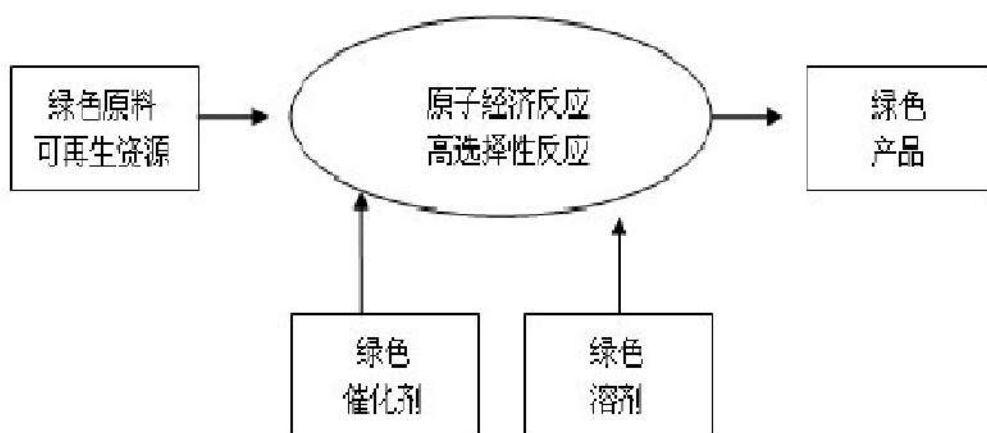 绿色原料
可再生资源
原子经济反应
高选择性反应
绿色
产品
绿色
催化剂
绿色
溶剂